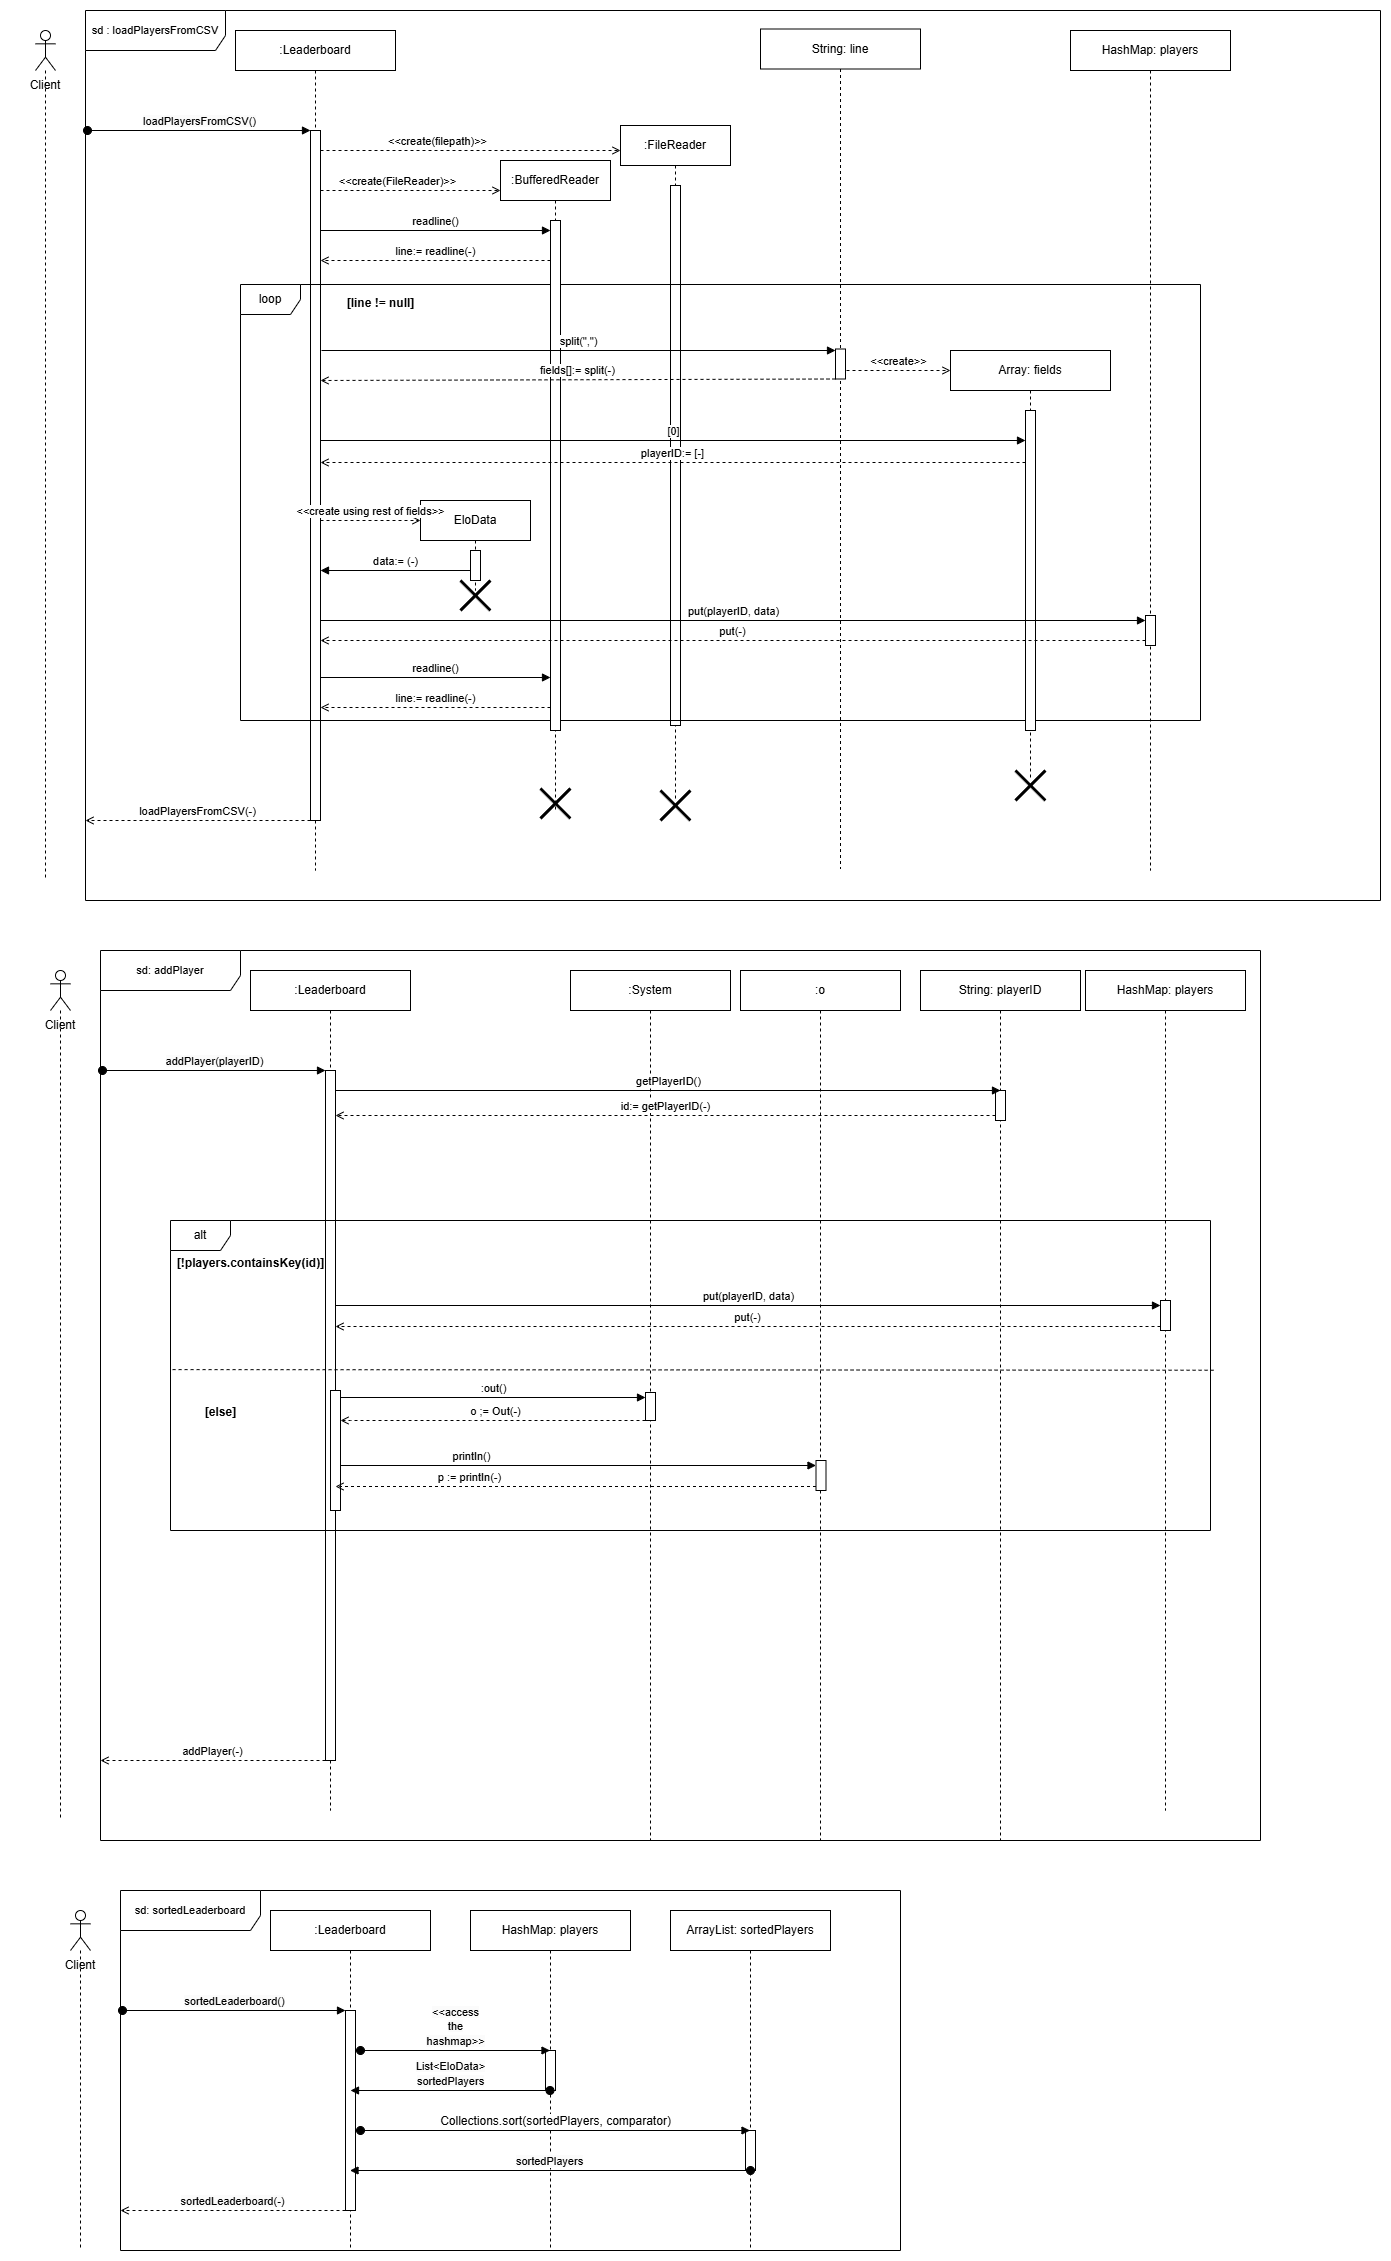 sd : loadPlayersFromCSV
:Leaderboard
String: line
HashMap: players
Client
loadPlayersFromCSV()
<<create(filepath)>>
:FileReader
<<create(FileReader)>>
:BufferedReader
readline()
line:= readline(-)
loop
[line != null]
split(",")
<<create>>
fields[]:= split(-)
Array: fields
[0]
playerID:= [-]
<<create using rest of fields>>
EloData
data:= (-)
put(playerID, data)
put(-)
readline()
line:= readline(-)
loadPlayersFromCSV(-)
sd: addPlayer
:Leaderboard
:System
:o
String: playerID
HashMap: players
Client
addPlayer(playerID)
getPlayerID()
id:= getPlayerID(-)
alt
[!players.containsKey(id)]
put(playerID, data)
put(-)
:out()
[else]
o ;= Out(-)
println()
p := println(-)
addPlayer(-)
sd: sortedLeaderboard
:Leaderboard
HashMap: players
ArrayList: sortedPlayers
Client
sortedLeaderboard()
<<access
the
hashmap>>
List<EloData>
sortedPlayers
Collections.sort(sortedPlayers, comparator)
sortedPlayers
sortedLeaderboard(-)